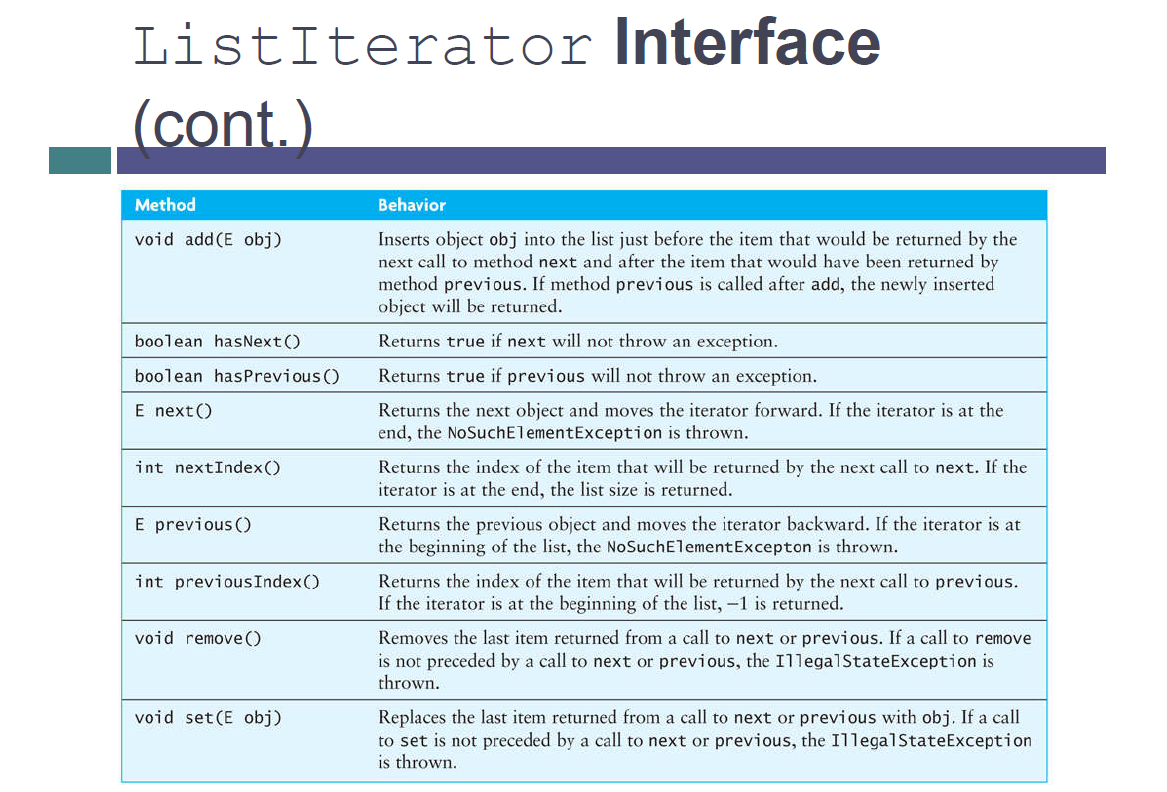 ListIterator Interface
(cont.)
Method Behavior
void add(E obj) Inserts object obj into the list just before the item that would be returned by the
next call to method next and after the item that would have been returned by
method previous. If method previous is called after add, the newly inserted
object will be returned.
boolean hasNext() Returns true if next will not throw an exception.
boolean hasPrevious() Returns true if previous will not throw an exception.
E next() Returns the next object and moves the iterator forward. If the iterator is at the
end, the NoSuchElementException is thrown.
int nextIndex() Returns the index of the item that will be returned by the next call to next. If the
iterator is at the end, the list size is returned.
E previous() Returns the previous object and moves the iterator backward. If the iterator is at
the beginning of the list, the NoSuchElementExcepton is thrown.
int previousIndex() Returns the index of the item that will be returned by the next call to previous.
If the iterator is at the beginning of the list, −1 is returned.
void remove() Removes the last item returned from a call to next or previous. If a call to remove
is not preceded by a call to next or previous, the IllegalStateException is
thrown.
void set(E obj) Replaces the last item returned from a call to next or previous with obj. If a call
to set is not preceded by a call to next or previous, the IllegalStateException
is thrown.